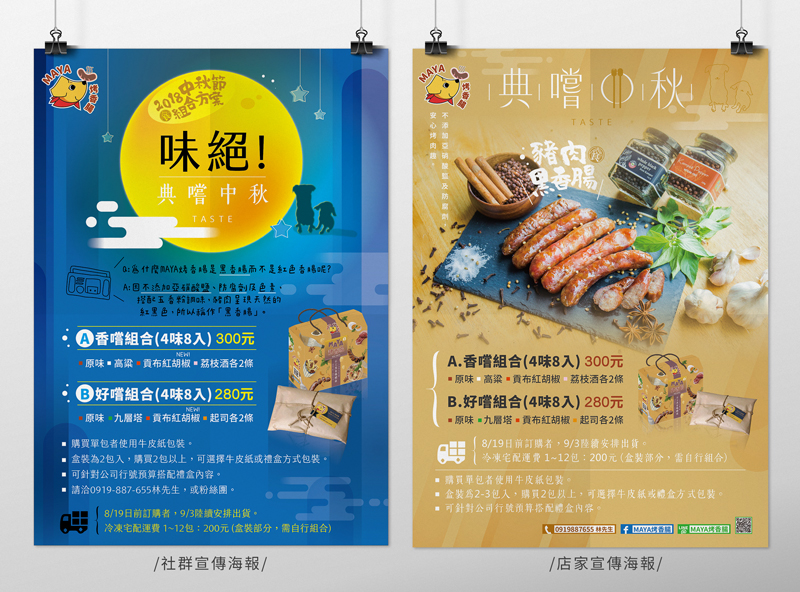 MAYA
烤香腸
2018中秋節
組合方案
味絕!
典嚐中秋
TASTE
Q:為什麼MAYA烤香腸是黑香腸而不是紅色香腸呢?
A:因不添加亞硝酸鹽、防腐劑及色素,
搭配五香粉調味,豬肉呈現天然的
紅黑色,所以稱作「黑香腸」。
A香嚐組合(4味8入) 300元
NEW!
原味 高粱 貢布紅胡椒 荔枝酒各2條
B好嚐組合(4味8入) 280元
NEW!
原味 九層塔 貢布紅胡椒 起司各2條
購買單包者使用牛皮紙包裝。
盒裝為2包入,購買2包以上,可選擇牛皮紙或禮盒方式包裝。
可針對公司行號預算搭配禮盒內容。
請洽0919-887-655林先生,或粉絲團。
8/19日前訂購者,9/3陸續安排出貨。
冷凍宅配運費 1~12包:200元 (盒裝部分,需自行組合)
/社群宣傳海報/
MAYA
烤香腸
典嚐中秋
TASTE
不添加亞硝酸鹽及防腐劑
安心烤肉趣。
豬肉
黑香腸
A.香嚐組合(4味8入) 300元
原味 高粱 貢布紅胡椒 荔枝酒各2條
B.好嚐組合(4味8入) 280元
原味 九層塔 貢布紅胡椒 起司各2條
8/19日前訂購者,9/3陸續安排出貨。
冷凍宅配運費 1~12包:200元 (盒裝部分,需自行組合)
購買單包者使用牛皮紙包裝。
盒裝為2-3包入,購買2包以上,可選擇牛皮紙或禮盒方式包裝。
可針對公司行號預算搭配禮盒內容。
0919887655 林先生
MAYA烤香腸
MAYA烤香腸
/店家宣傳海報/